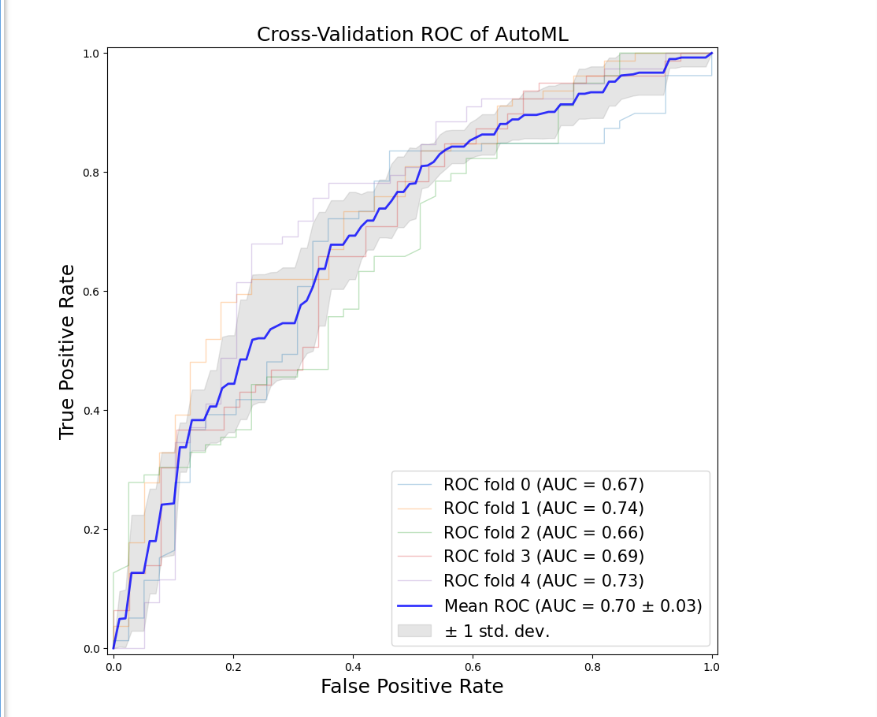 Cross-Validation ROC of AutoML
1.0
0.8
0.6
0.4
0.2
0.0
True Positive Rate
ROC fold 0 (AUC = 0.67)
ROC fold 1 (AUC = 0.74)
ROC fold 2 (AUC = 0.66)
ROC fold 3 (AUC = 0.69)
ROC fold 4 (AUC = 0.73)
Mean ROC (AUC = 0.70 ± 0.03)
± 1 std. dev.
0.0 0.2 0.4 0.6 0.8 1.0
False Positive Rate